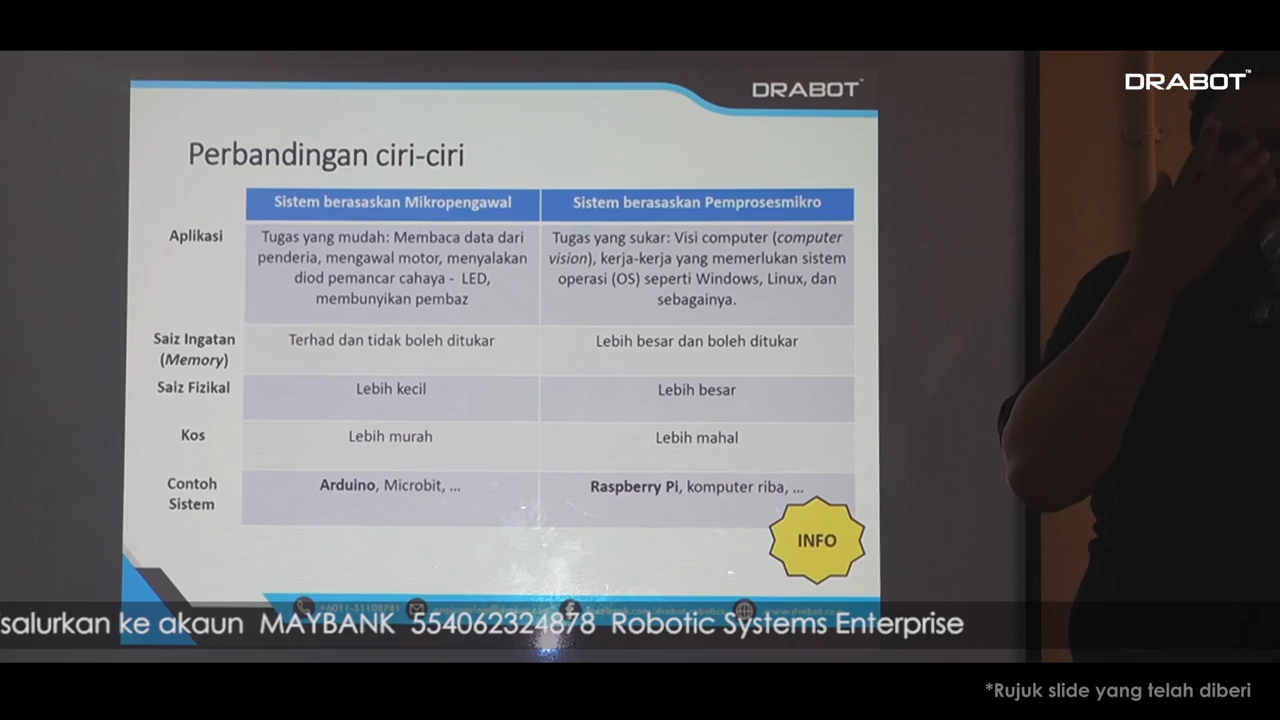 DRABOT™
DRABOT™
Perbandingan ciri-ciri
Sistem berasaskan Mikropengawal
Sistem berasaskan Pemprosesmikro
Aplikasi
Tugas yang mudah: Membaca data dari
penderia, mengawal motor, menyalakan
diod pemancar cahaya - LED,
membunyikan pembaz
Tugas yang sukar: Visi computer (computer
vision), kerja-kerja yang memerlukan sistem
operasi (OS) seperti Windows, Linux, dan
sebagainya.
Saiz Ingatan
(Memory)
Terhad dan tidak boleh ditukar
Lebih besar dan boleh ditukar
Saiz Fizikal
Lebih kecil
Lebih besar
Kos
Lebih murah
Lebih mahal
Contoh
Sistem
Arduino, Microbit, ...
Raspberry Pi, komputer riba, ...
INFO
salurkan ke akaun MAYBANK 554062324878 Robotic Systems Enterprise
*Rujuk slide yang telah diberi